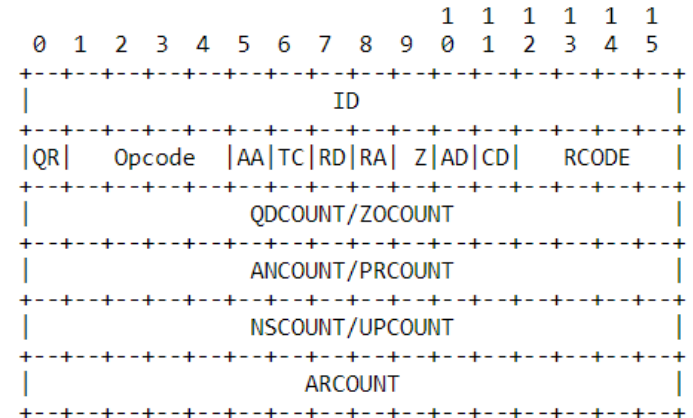 1  1  1  1  1  1
  0  1  2  3  4  5  6  7  8  9  0  1  2  3  4  5
+--+--+--+--+--+--+--+--+--+--+--+--+--+--+--+--+
|                      ID                       |
+--+--+--+--+--+--+--+--+--+--+--+--+--+--+--+--+
|QR|   Opcode  |AA|TC|RD|RA| Z|AD|CD|   RCODE   |
+--+--+--+--+--+--+--+--+--+--+--+--+--+--+--+--+
|                QDCOUNT/ZOCOUNT                |
+--+--+--+--+--+--+--+--+--+--+--+--+--+--+--+--+
|                ANCOUNT/PRCOUNT                |
+--+--+--+--+--+--+--+--+--+--+--+--+--+--+--+--+
|                NSCOUNT/UPCOUNT                |
+--+--+--+--+--+--+--+--+--+--+--+--+--+--+--+--+
|                    ARCOUNT                    |
+--+--+--+--+--+--+--+--+--+--+--+--+--+--+--+--+